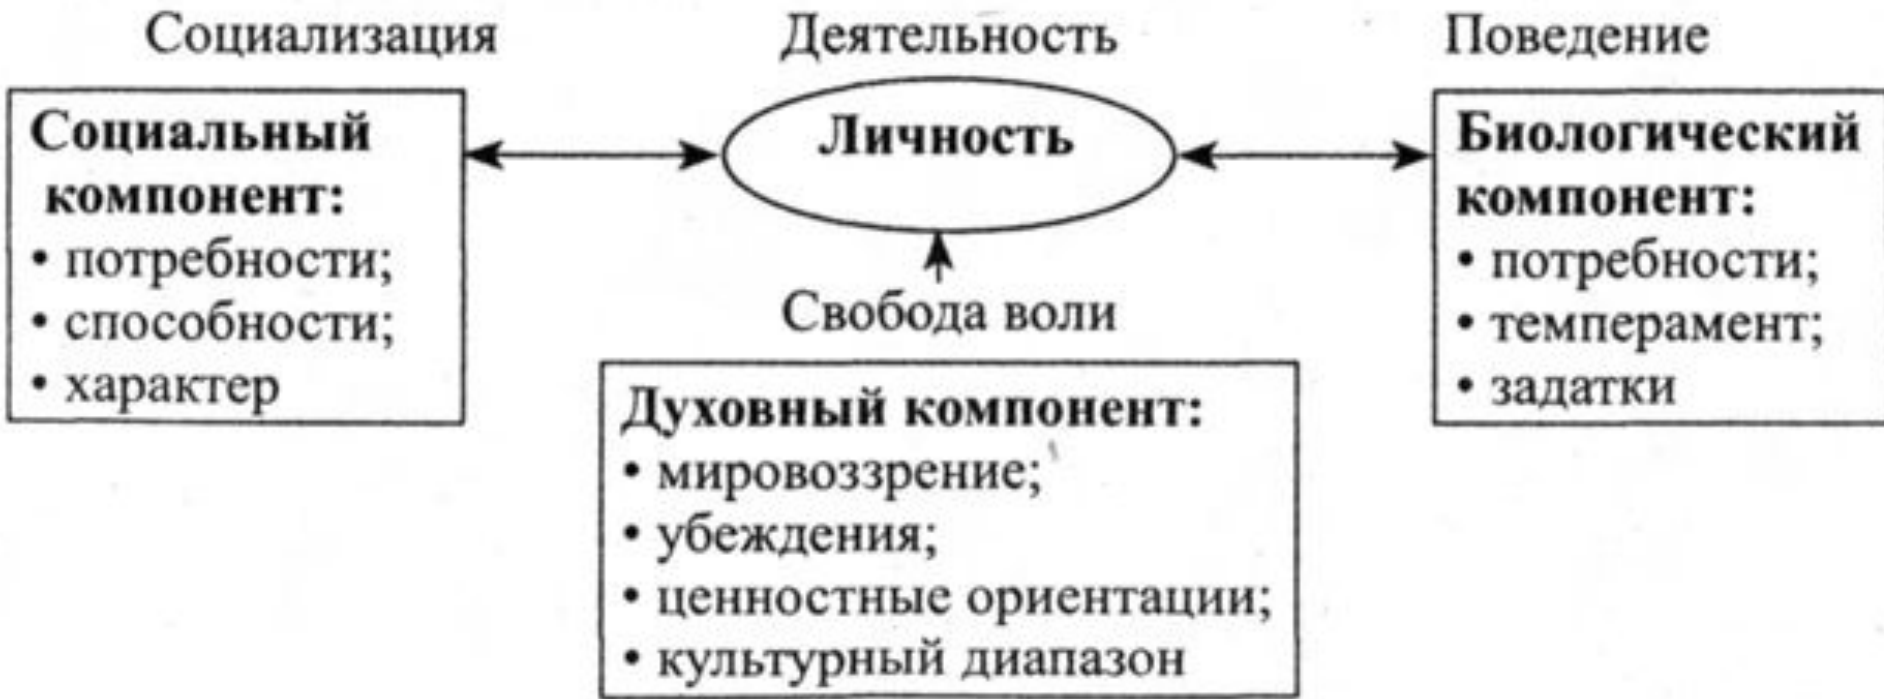 Социализация
Деятельность
Поведение
Социальный
компонент:
• потребности;
• способности;
• характер
Личность
Свобода воли
Биологический
компонент:
• потребности;
• темперамент;
• задатки
Духовный компонент:
• мировоззрение;
• убеждения;
• ценностные ориентации;
• культурный диапазон